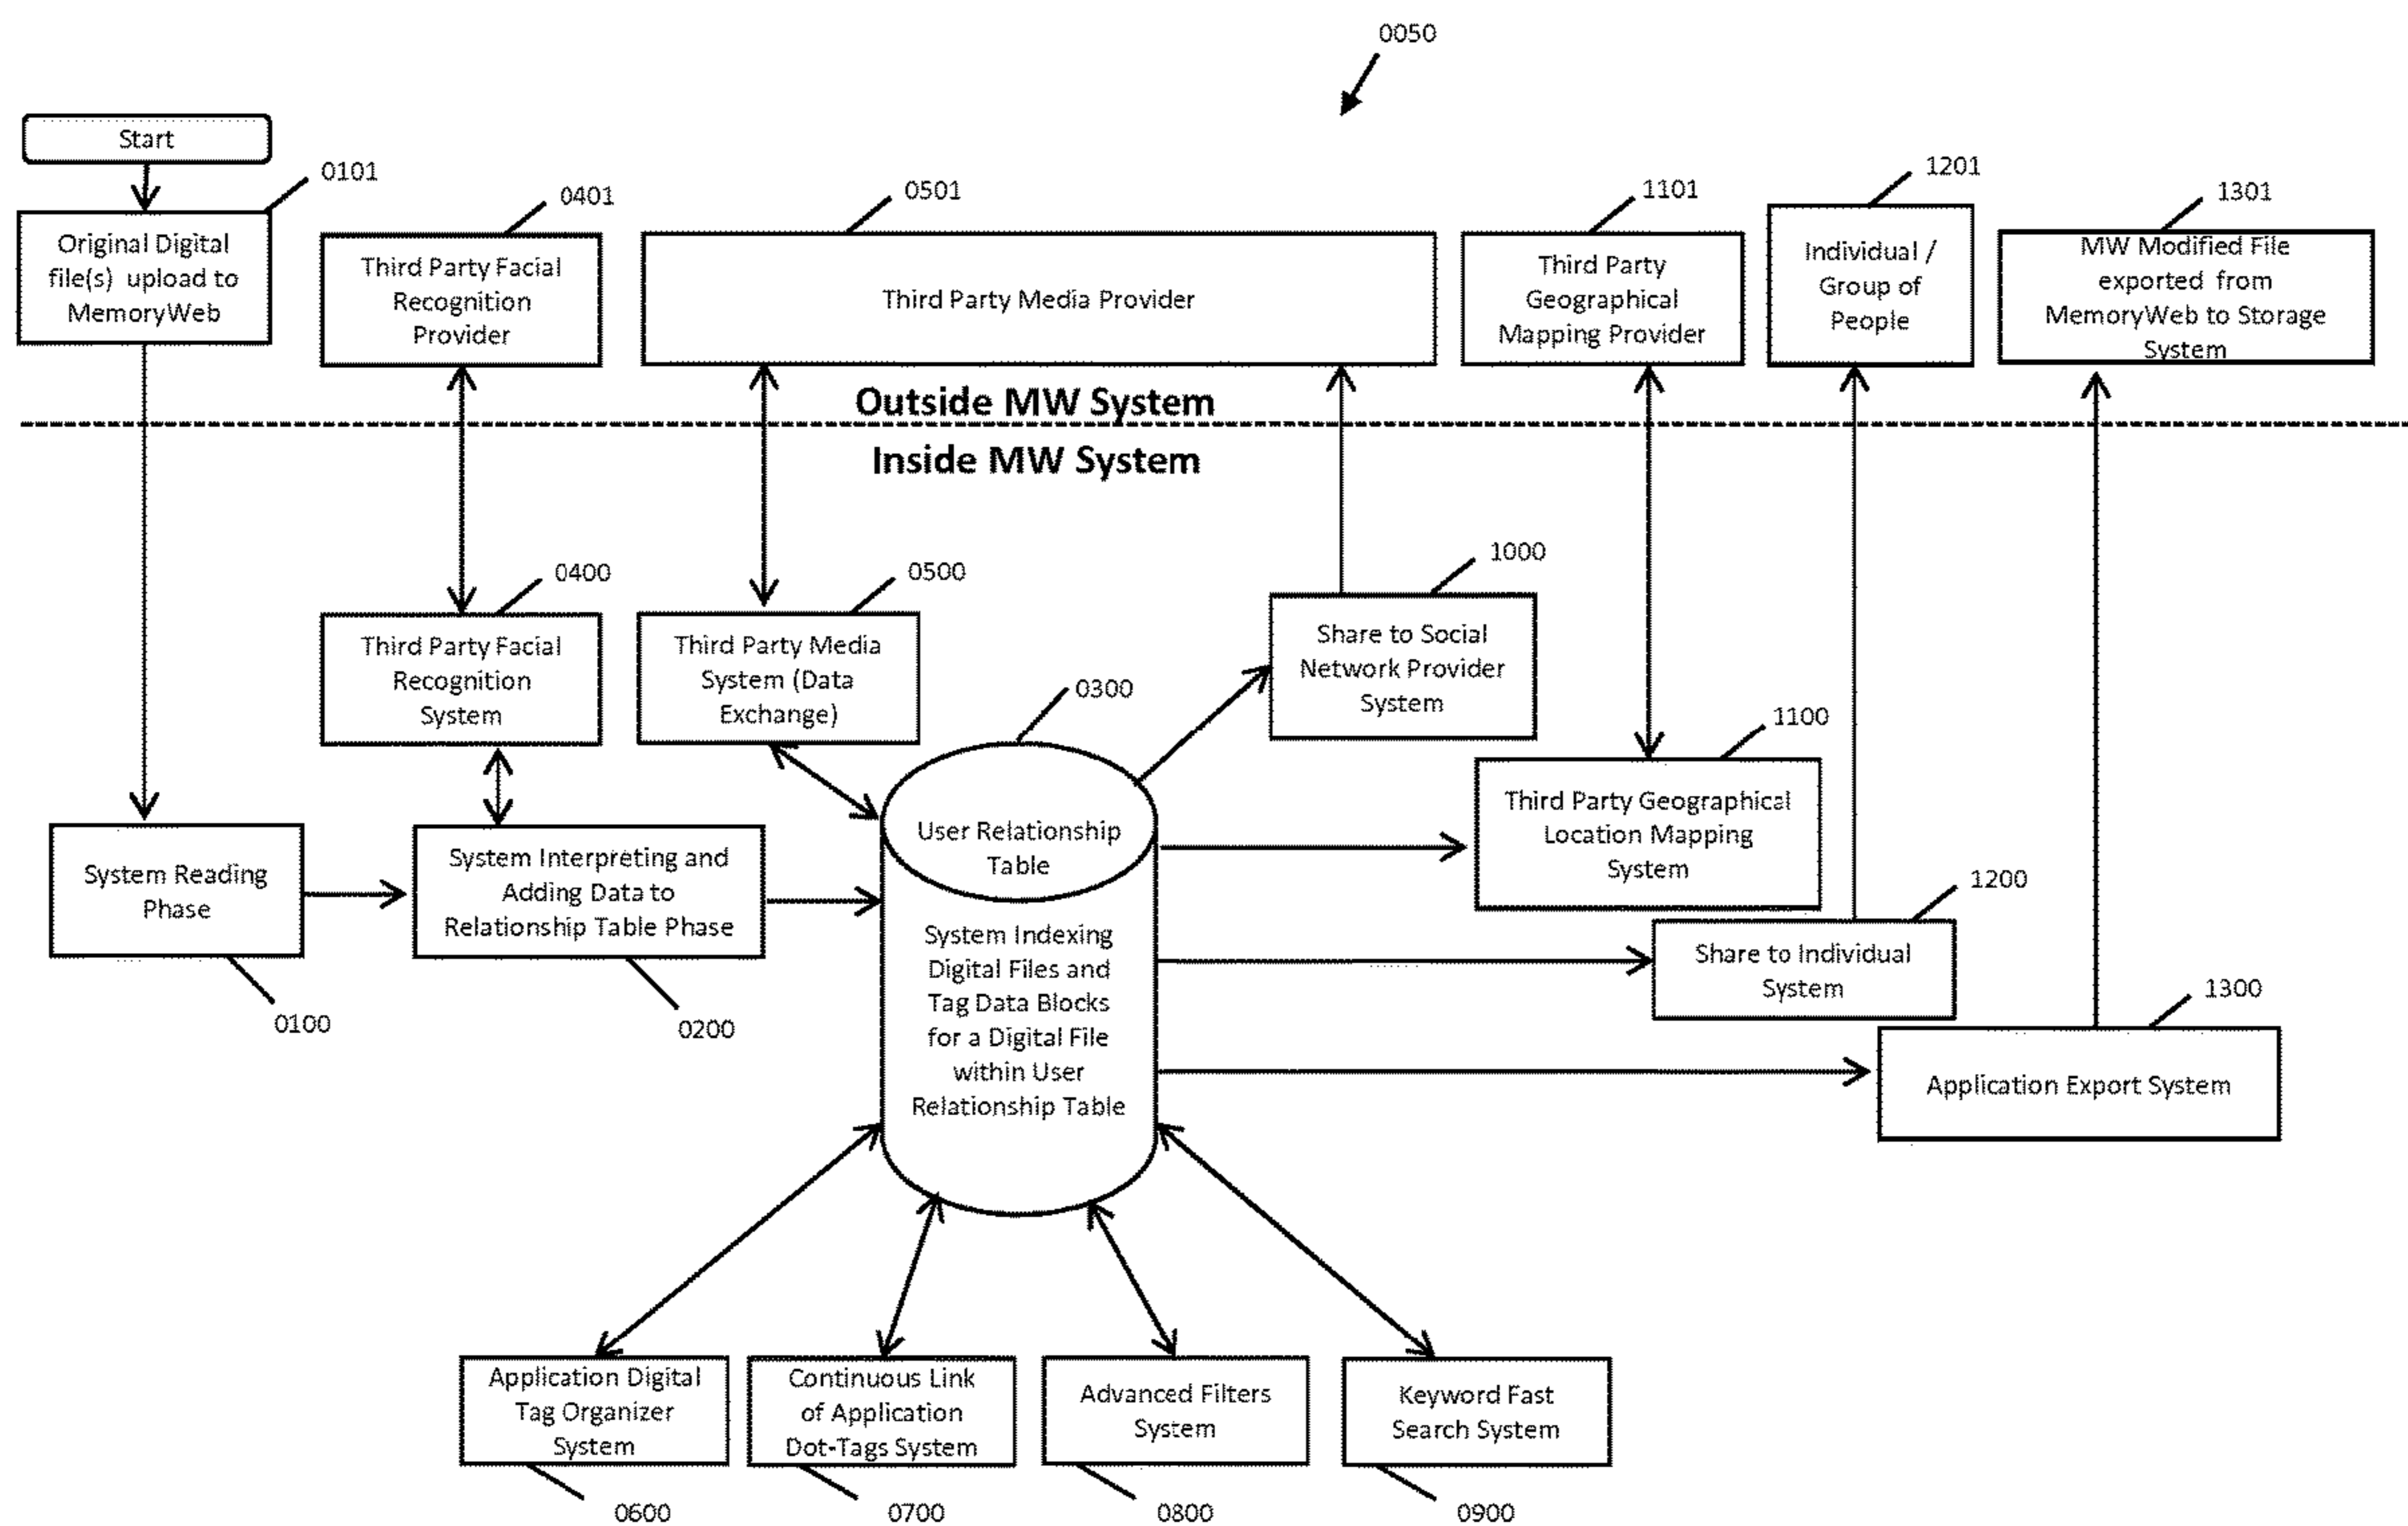 0050
Start
0101
0401
0501
1101
1201
1301
Original Digital
file(s) upload to
MemoryWeb
Third Party Facial
Recognition
Provider
Third Party Media Provider
Third Party
Geographical
Mapping Provider
Individual /
Group of
People
MW Modified File
exported from
MemoryWeb to Storage
System
Outside MW System
Inside MW System
0400
0500
1000
Third Party Facial
Recognition
System
Third Party Media
System (Data
Exchange)
Share to Social
Network Provider
System
0300
1100
System Reading
Phase
System Interpreting and
Adding Data to
Relationship Table Phase
User Relationship
Table
Third Party Geographical
Location Mapping
System
0100
0200
System Indexing
Digital Files and
Tag Data Blocks
for a Digital File
within User
Relationship Table
1200
Share to Individual
System
1300
Application Export System
Application Digital
Tag Organizer
System
Continuous Link
of Application
Dot-Tags System
Advanced Filters
System
Keyword Fast
Search System
0600
0700
0800
0900